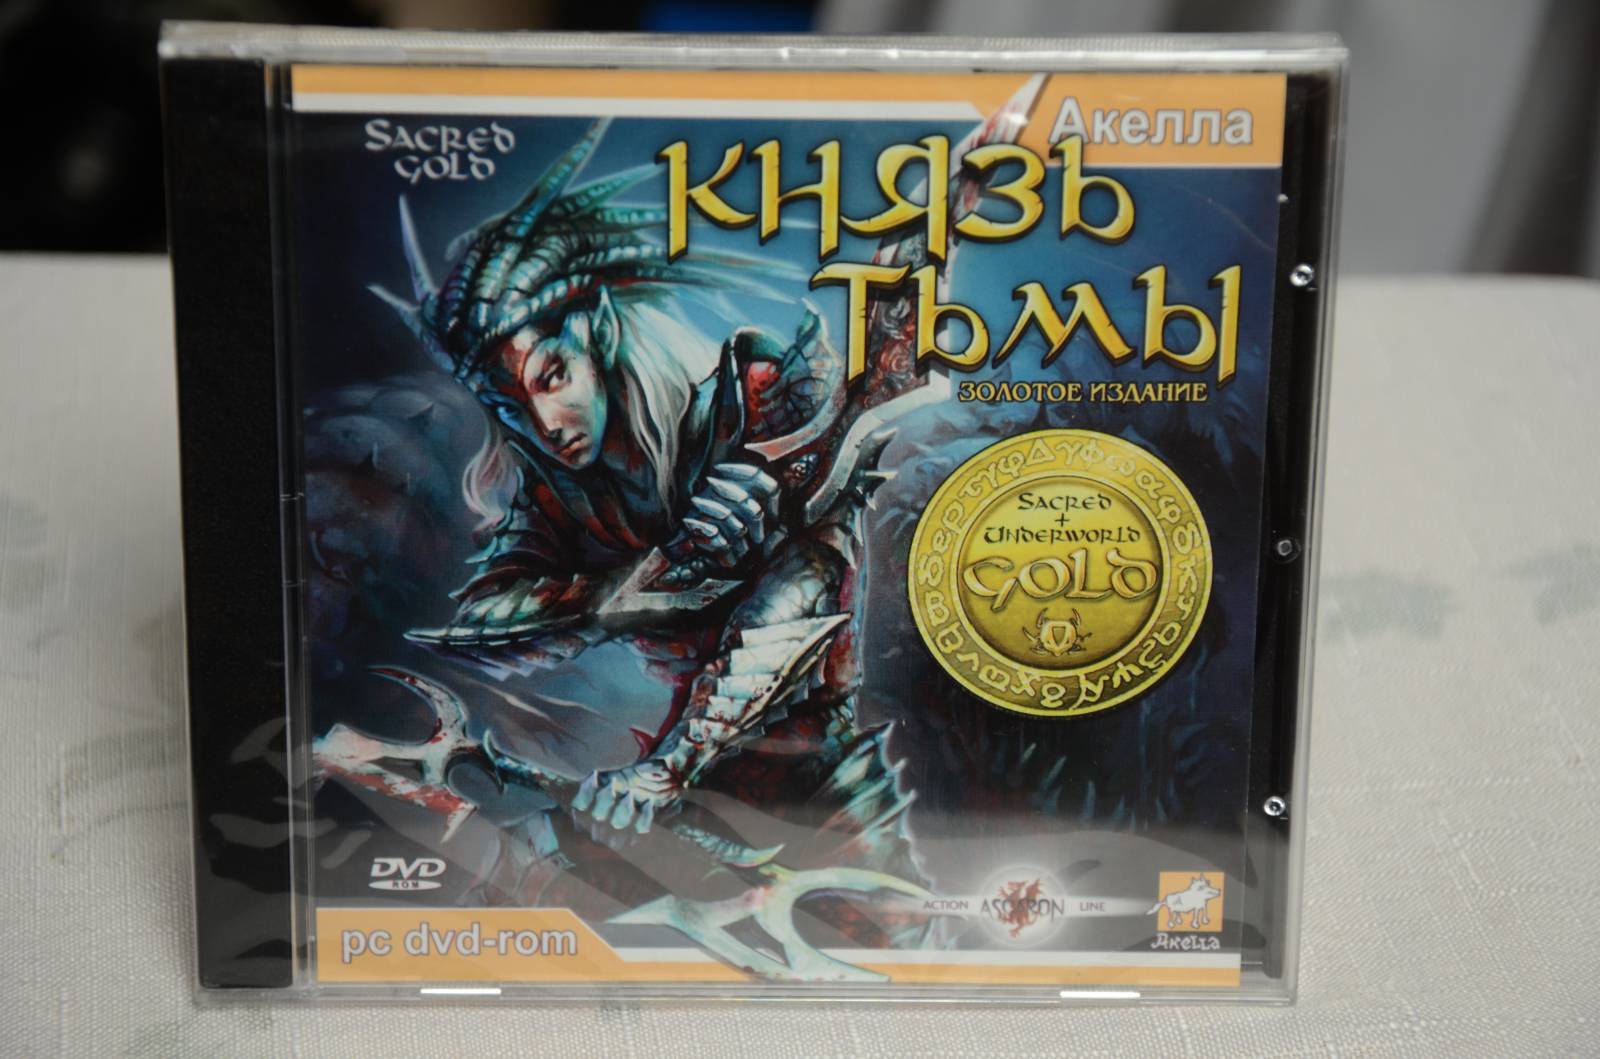 Акелла
SACRED
GOLD
КНЯЗЬ
ТЬМЫ
ЗОЛОТОЕ ИЗДАНИЕ
SACRED
+
UNDERWORLD
GOLD
DVD
ROM
ACTION ASCARON LINE
Акелла
pc dvd-rom